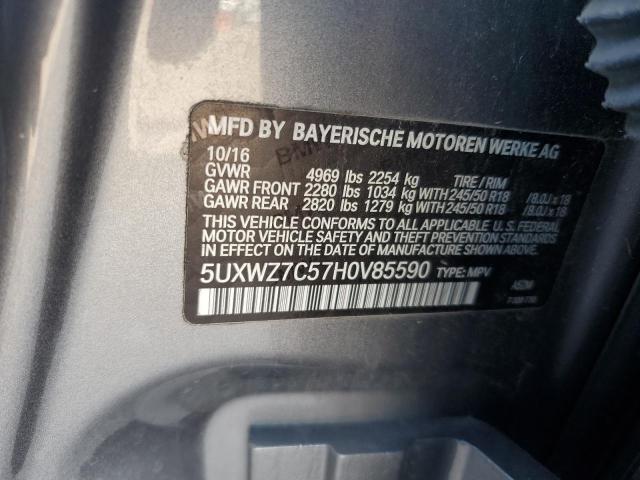 MFD BY BAYERISCHE MOTOREN WERKE AG
10/16
GVWR 4969 lbs 2254 kg TIRE / RIM
GAWR FRONT 2280 lbs 1034 kg WITH 245/50 R18 /8.0J x 18
GAWR REAR 2820 lbs 1279 kg WITH 245/50 R18 /8.0J x 18
THIS VEHICLE CONFORMS TO ALL APPLICABLE U.S. FEDERAL
MOTOR VEHICLE SAFETY AND THEFT PREVENTION STANDARDS
IN EFFECT ON THE DATE OF MANUFACTURE SHOWN ABOVE.
5UXWZ7C57H0V85590 TYPE: MPV